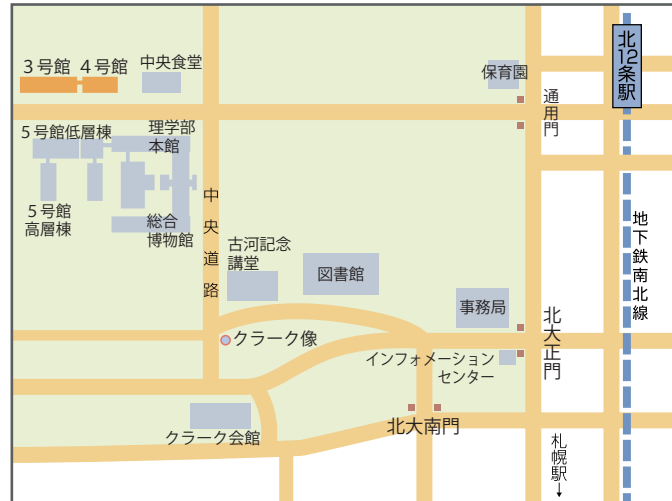 3号館
4号館
中央食堂
保育園
北12条駅
通用門
5号館低層棟
理学部
本館
5号館
高層棟
総合
博物館
中央道路
古河記念
講堂
図書館
事務局
地下鉄南北線
北大正門
クラーク像
インフォメーション
センター
クラーク会館
北大南門
札幌駅→